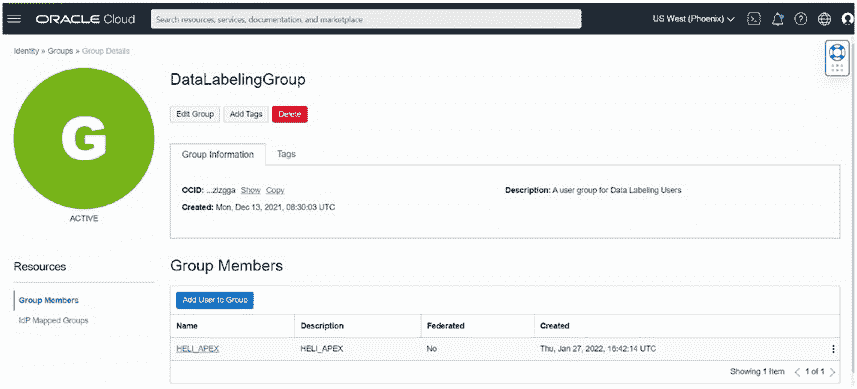 ORACLE Cloud
Search resources, services, documentation, and marketplace
US West (Phoenix)
Identity » Groups » Group Details
G
ACTIVE
DataLabelingGroup
Edit Group
Add Tags
Delete
Group Information
Tags
OCID: ...zlzgga Show Copy
Description: A user group for Data Labeling Users
Created: Mon, Dec 13, 2021, 08:30:03 UTC
Resources
Group Members
IdP Mapped Groups
Group Members
Add User to Group
Name Description Federated Created
HELI_APEX HELI_APEX No Thu, Jan 27, 2022, 16:42:14 UTC
Showing 1 Item < 1 of 1 >